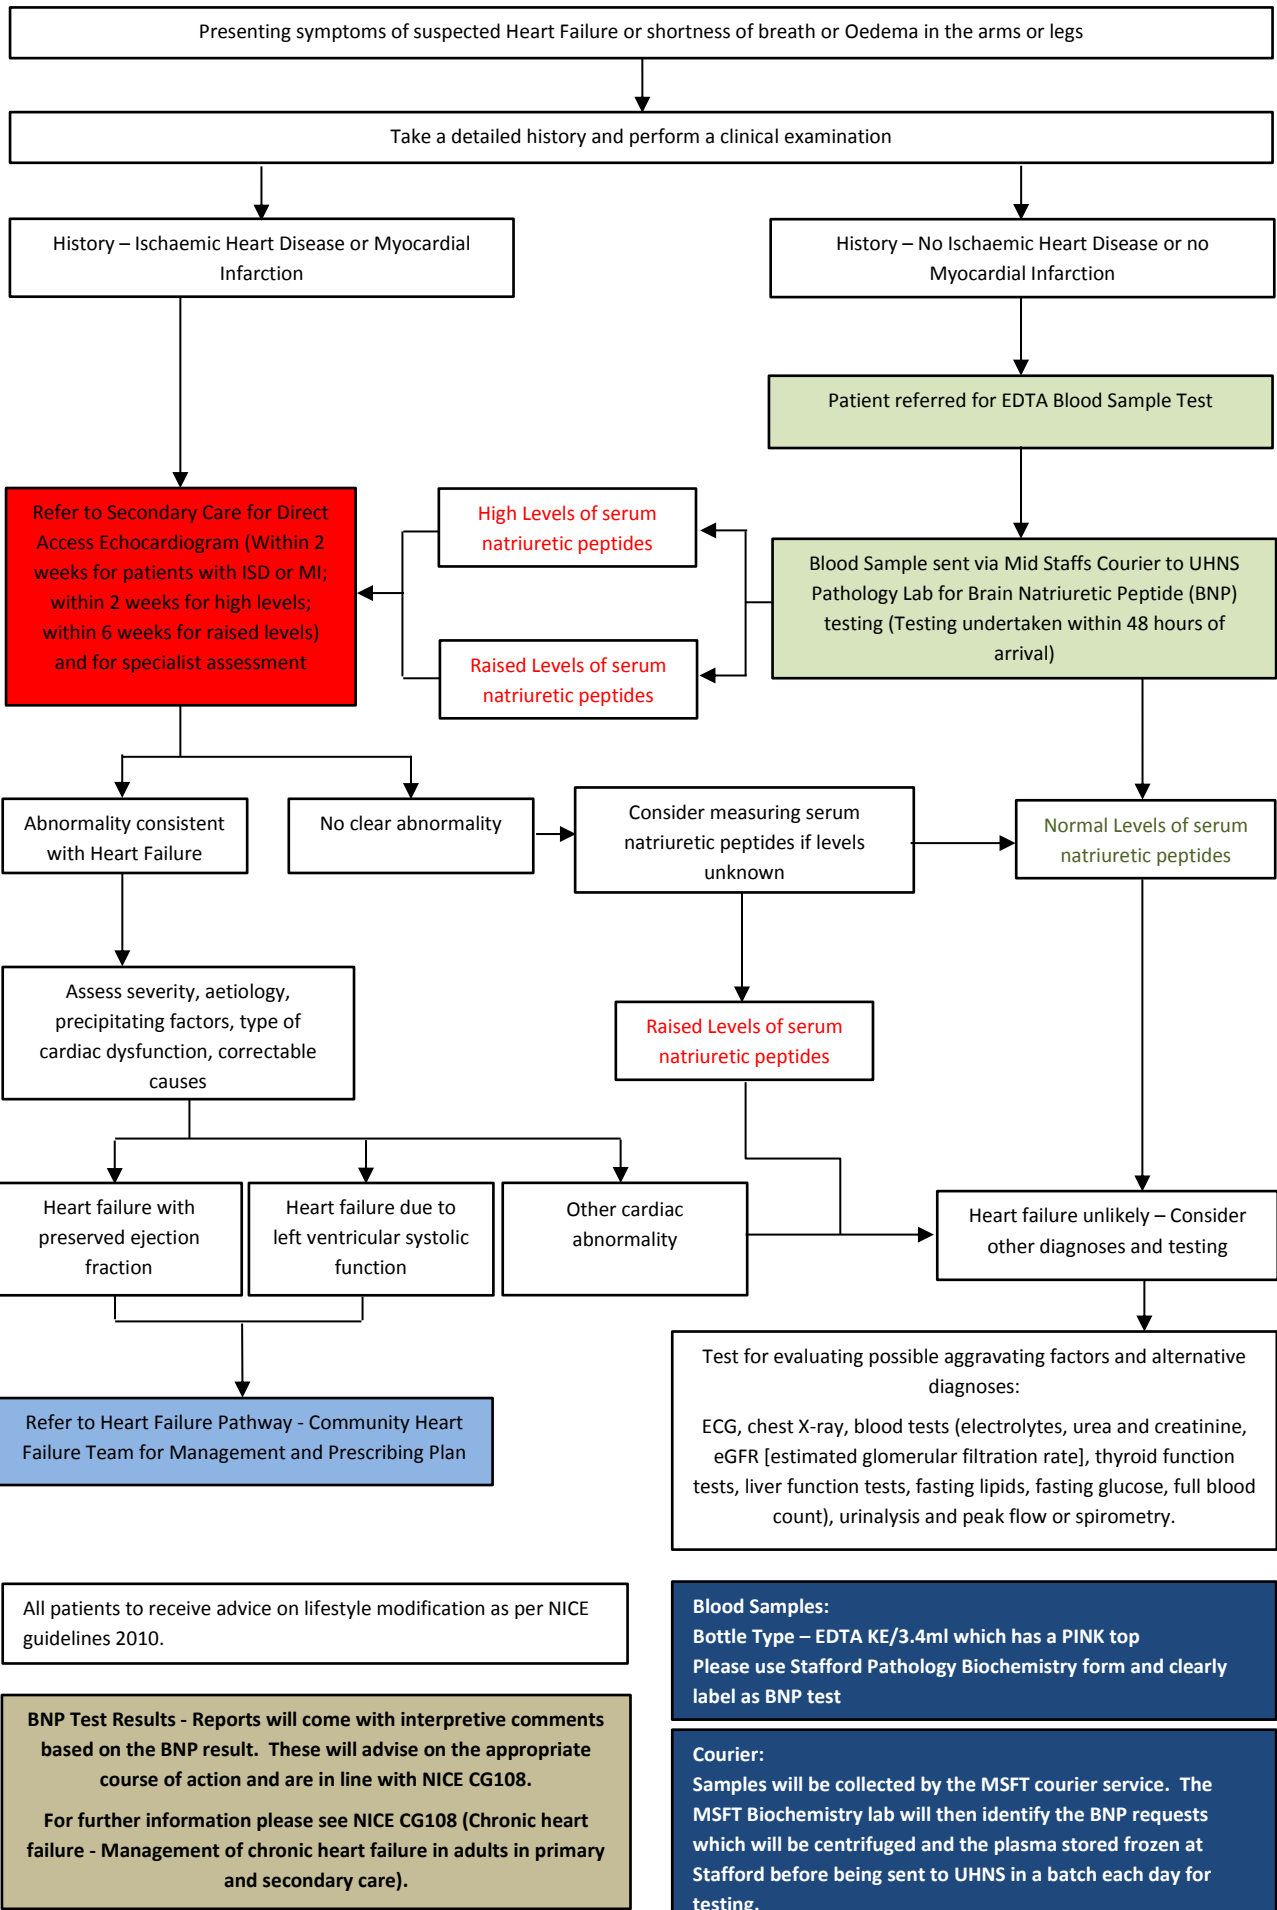 Presenting symptoms of suspected Heart Failure or shortness of breath or Oedema in the arms or legs
Take a detailed history and perform a clinical examination
History – Ischaemic Heart Disease or Myocardial
Infarction
History – No Ischaemic Heart Disease or no
Myocardial Infarction
Patient referred for EDTA Blood Sample Test
Refer to Secondary Care for Direct
Access Echocardiogram (Within 2
weeks for patients with ISD or MI;
within 2 weeks for high levels;
within 6 weeks for raised levels)
and for specialist assessment
High Levels of serum
natriuretic peptides
Raised Levels of serum
natriuretic peptides
Blood Sample sent via Mid Staffs Courier to UHNS
Pathology Lab for Brain Natriuretic Peptide (BNP)
testing (Testing undertaken within 48 hours of
arrival)
Abnormality consistent
with Heart Failure
No clear abnormality
Consider measuring serum
natriuretic peptides if levels
unknown
Normal Levels of serum
natriuretic peptides
Assess severity, aetiology,
precipitating factors, type of
cardiac dysfunction, correctable
causes
Raised Levels of serum
natriuretic peptides
Heart failure with
preserved ejection
fraction
Heart failure due to
left ventricular systolic
function
Other cardiac
abnormality
Heart failure unlikely – Consider
other diagnoses and testing
Refer to Heart Failure Pathway - Community Heart
Failure Team for Management and Prescribing Plan
Test for evaluating possible aggravating factors and alternative
diagnoses:
ECG, chest X-ray, blood tests (electrolytes, urea and creatinine,
eGFR [estimated glomerular filtration rate], thyroid function
tests, liver function tests, fasting lipids, fasting glucose, full blood
count), urinalysis and peak flow or spirometry.
All patients to receive advice on lifestyle modification as per NICE
guidelines 2010.
BNP Test Results - Reports will come with interpretive comments
based on the BNP result.  These will advise on the appropriate
course of action and are in line with NICE CG108.
For further information please see NICE CG108 (Chronic heart
failure - Management of chronic heart failure in adults in primary
and secondary care).
Blood Samples:
Bottle Type – EDTA KE/3.4ml which has a PINK top
Please use Stafford Pathology Biochemistry form and clearly
label as BNP test
Courier:
Samples will be collected by the MSFT courier service.  The
MSFT Biochemistry lab will then identify the BNP requests
which will be centrifuged and the plasma stored frozen at
Stafford before being sent to UHNS in a batch each day for
testing.